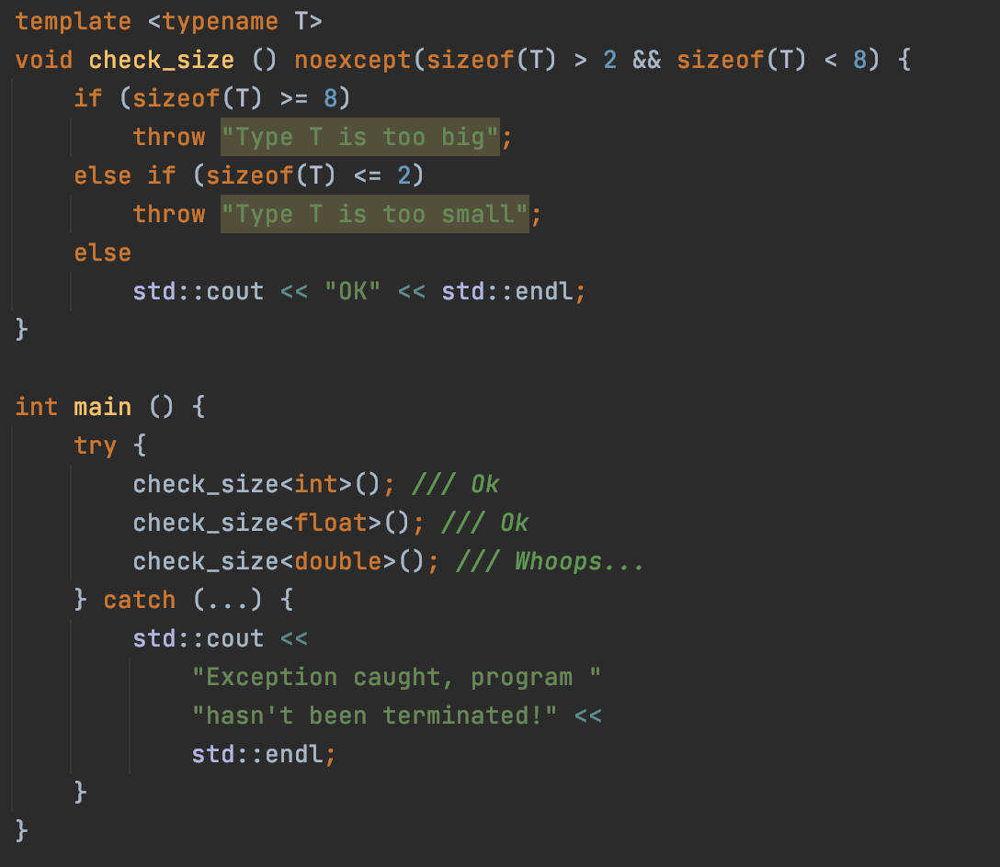 template <typename T>
void check_size () noexcept(sizeof(T) > 2 && sizeof(T) < 8) {
    if (sizeof(T) >= 8)
        throw "Type T is too big";
    else if (sizeof(T) <= 2)
        throw "Type T is too small";
    else
        std::cout << "OK" << std::endl;
}

int main () {
    try {
        check_size<int>(); /// Ok
        check_size<float>(); /// Ok
        check_size<double>(); /// Whoops...
    } catch (...) {
        std::cout <<
            "Exception caught, program "
            "hasn't been terminated!" <<
            std::endl;
    }
}